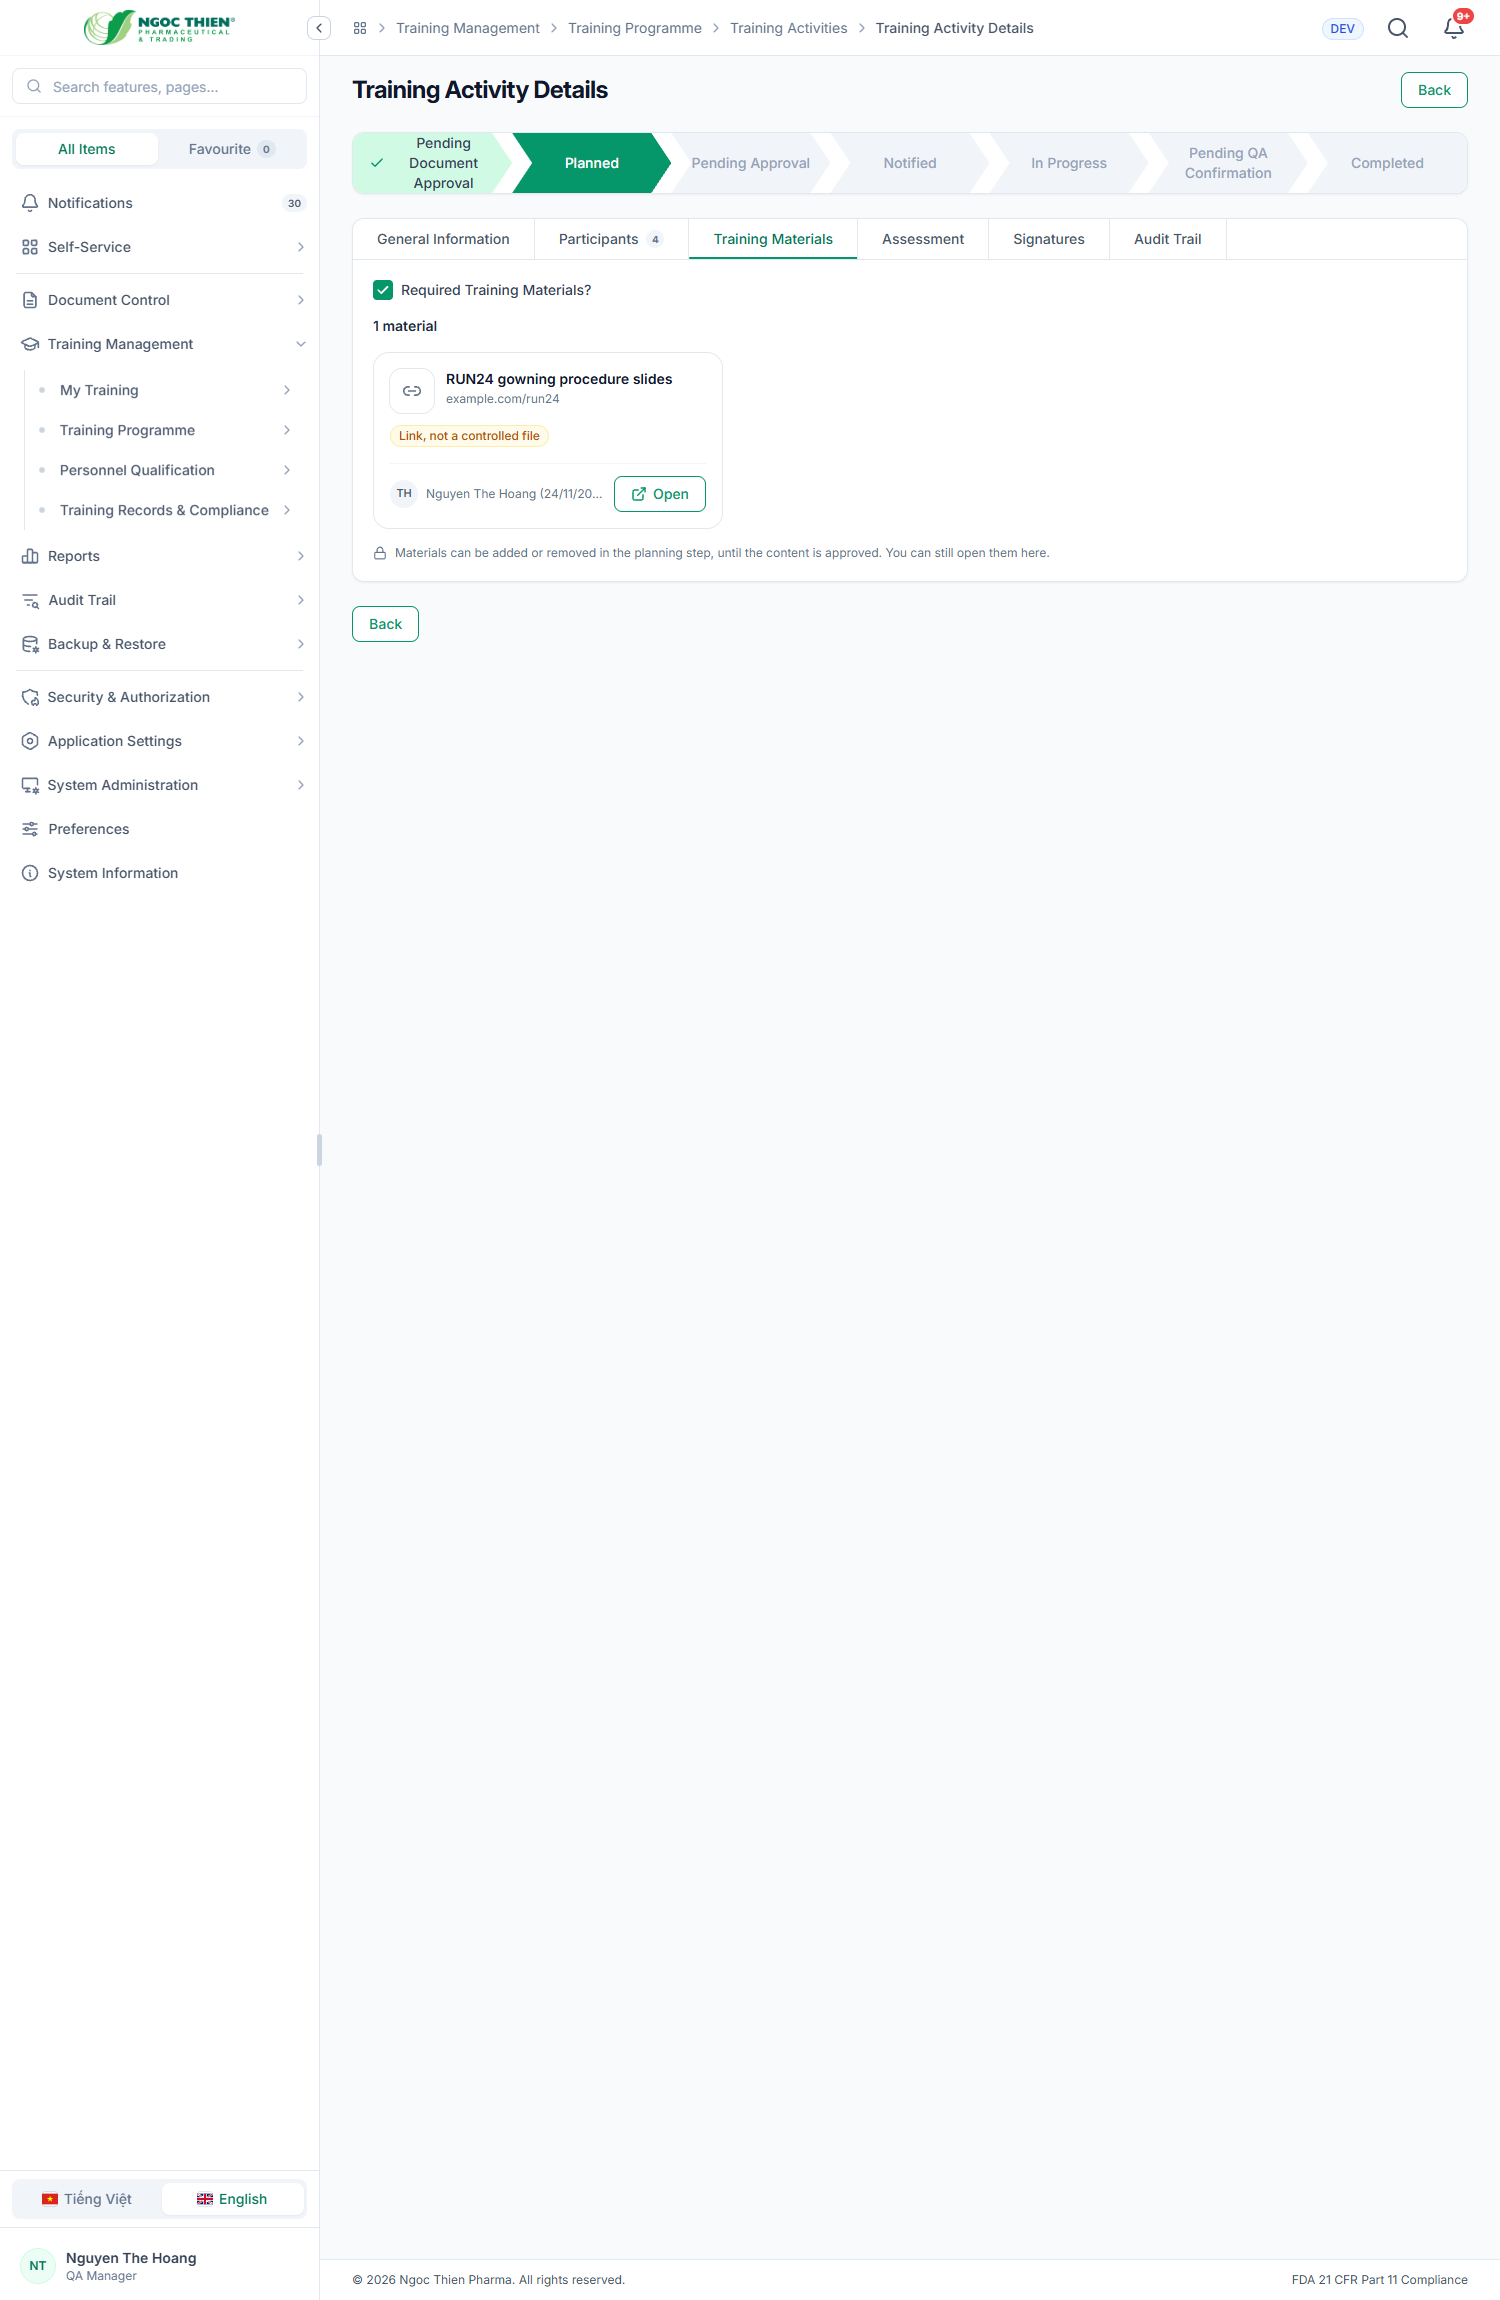 NGOC THIEN®
PHARMACEUTICAL
& TRADING
Search features, pages...
All Items
Favourite 0
Notifications 30
Self-Service
Document Control
Training Management
My Training
Training Programme
Personnel Qualification
Training Records & Compliance
Reports
Audit Trail
Backup & Restore
Security & Authorization
Application Settings
System Administration
Preferences
System Information
Tiếng Việt
English
NT
Nguyen The Hoang
QA Manager
Training Management
Training Programme
Training Activities
Training Activity Details
DEV
9+
Training Activity Details
Back
Pending
Document
Approval
Planned
Pending Approval
Notified
In Progress
Pending QA
Confirmation
Completed
General Information
Participants 4
Training Materials
Assessment
Signatures
Audit Trail
Required Training Materials?
1 material
RUN24 gowning procedure slides
example.com/run24
Link, not a controlled file
TH
Nguyen The Hoang (24/11/20...
Open
Materials can be added or removed in the planning step, until the content is approved. You can still open them here.
Back
© 2026 Ngoc Thien Pharma. All rights reserved.
FDA 21 CFR Part 11 Compliance